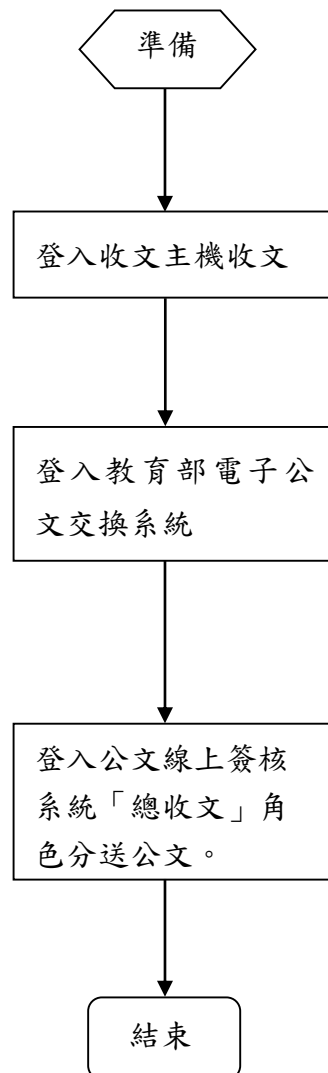 準備
登入收文主機收文
登入教育部電子公
文交換系統
登入公文線上簽核
系統「總收文」角
色分送公文。
結束